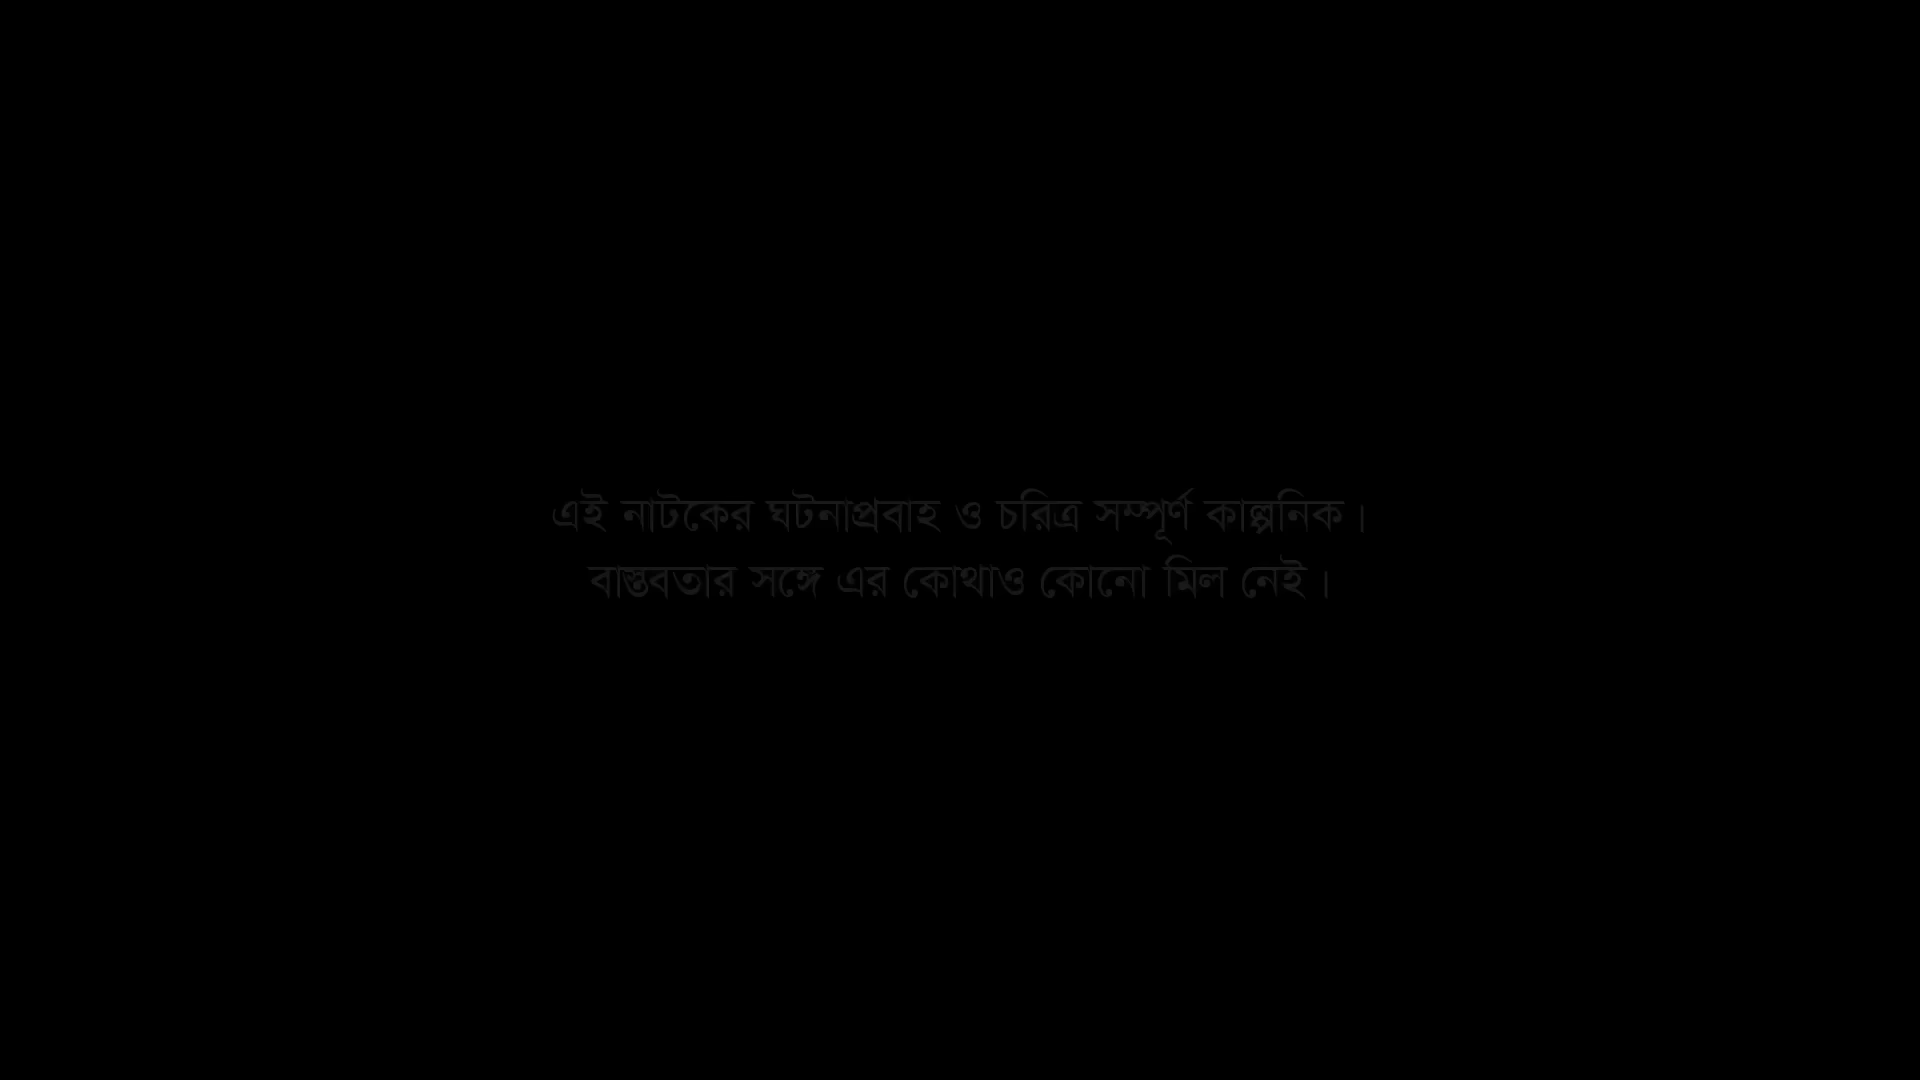 এই নাটকের ঘটনাপ্রবাহ ও চরিত্র সম্পূর্ণ কাল্পনিক।
বাস্তবতার সঙ্গে এর কোথাও কোনো মিল নেই।